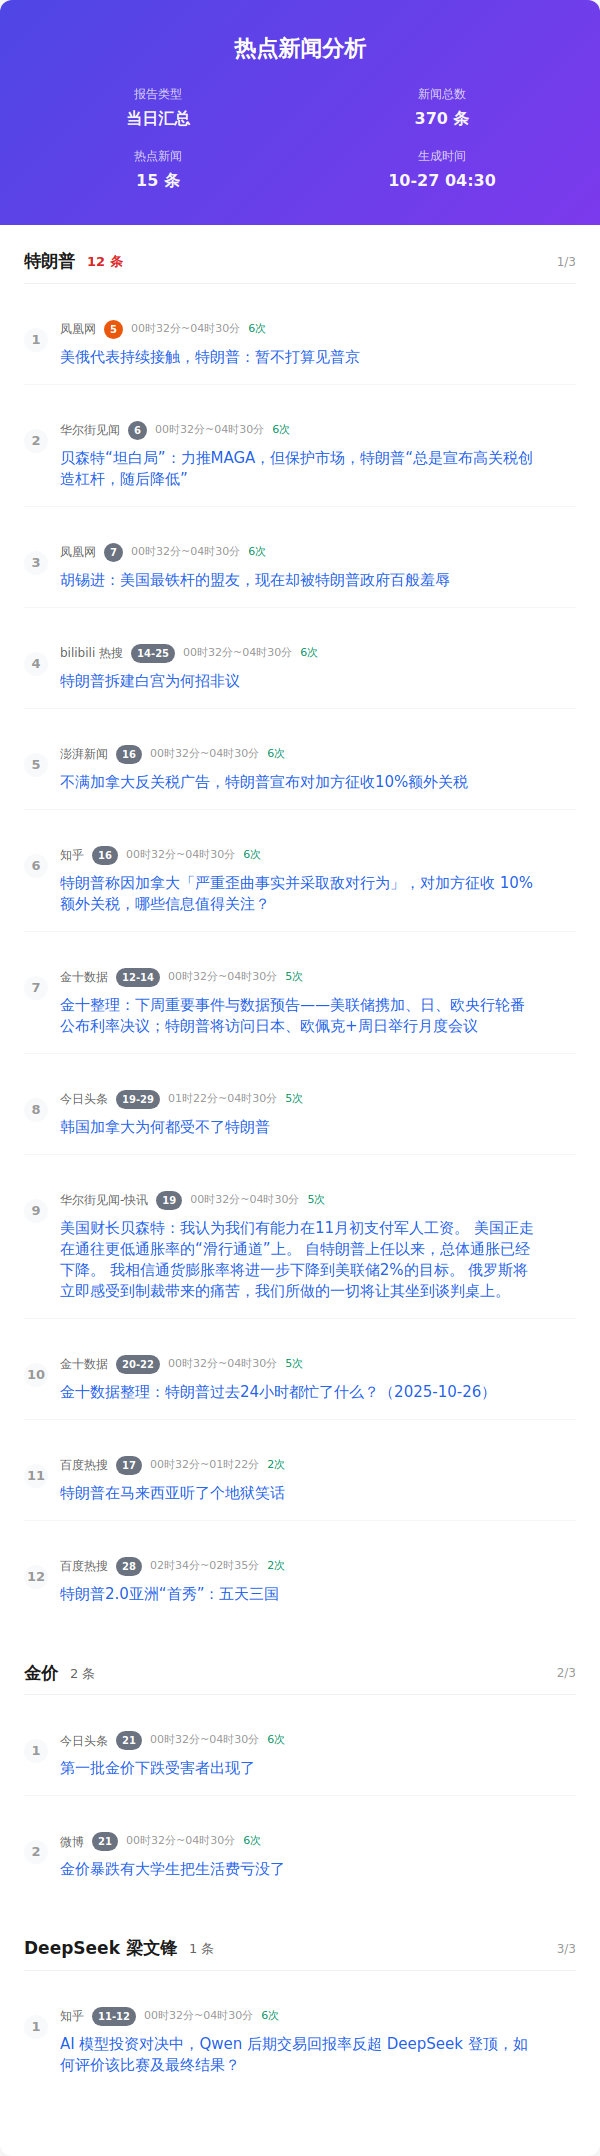 热点新闻分析
报告类型
当日汇总
新闻总数
370 条
热点新闻
15 条
生成时间
10-27 04:30
特朗普 12 条 1/3
1
凤凰网 5 00时32分~04时30分 6次
美俄代表持续接触，特朗普：暂不打算见普京
2
华尔街见闻 6 00时32分~04时30分 6次
贝森特“坦白局”：力推MAGA，但保护市场，特朗普“总是宣布高关税创
造杠杆，随后降低”
3
凤凰网 7 00时32分~04时30分 6次
胡锡进：美国最铁杆的盟友，现在却被特朗普政府百般羞辱
4
bilibili 热搜 14-25 00时32分~04时30分 6次
特朗普拆建白宫为何招非议
5
澎湃新闻 16 00时32分~04时30分 6次
不满加拿大反关税广告，特朗普宣布对加方征收10%额外关税
6
知乎 16 00时32分~04时30分 6次
特朗普称因加拿大「严重歪曲事实并采取敌对行为」，对加方征收 10%
额外关税，哪些信息值得关注？
7
金十数据 12-14 00时32分~04时30分 5次
金十整理：下周重要事件与数据预告——美联储携加、日、欧央行轮番
公布利率决议；特朗普将访问日本、欧佩克+周日举行月度会议
8
今日头条 19-29 01时22分~04时30分 5次
韩国加拿大为何都受不了特朗普
9
华尔街见闻-快讯 19 00时32分~04时30分 5次
美国财长贝森特：我认为我们有能力在11月初支付军人工资。 美国正走
在通往更低通胀率的“滑行通道”上。 自特朗普上任以来，总体通胀已经
下降。 我相信通货膨胀率将进一步下降到美联储2%的目标。 俄罗斯将
立即感受到制裁带来的痛苦，我们所做的一切将让其坐到谈判桌上。
10
金十数据 20-22 00时32分~04时30分 5次
金十数据整理：特朗普过去24小时都忙了什么？（2025-10-26）
11
百度热搜 17 00时32分~01时22分 2次
特朗普在马来西亚听了个地狱笑话
12
百度热搜 28 02时34分~02时35分 2次
特朗普2.0亚洲“首秀”：五天三国
金价 2 条 2/3
1
今日头条 21 00时32分~04时30分 6次
第一批金价下跌受害者出现了
2
微博 21 00时32分~04时30分 6次
金价暴跌有大学生把生活费亏没了
DeepSeek 梁文锋 1 条 3/3
1
知乎 11-12 00时32分~04时30分 6次
AI 模型投资对决中，Qwen 后期交易回报率反超 DeepSeek 登顶，如
何评价该比赛及最终结果？